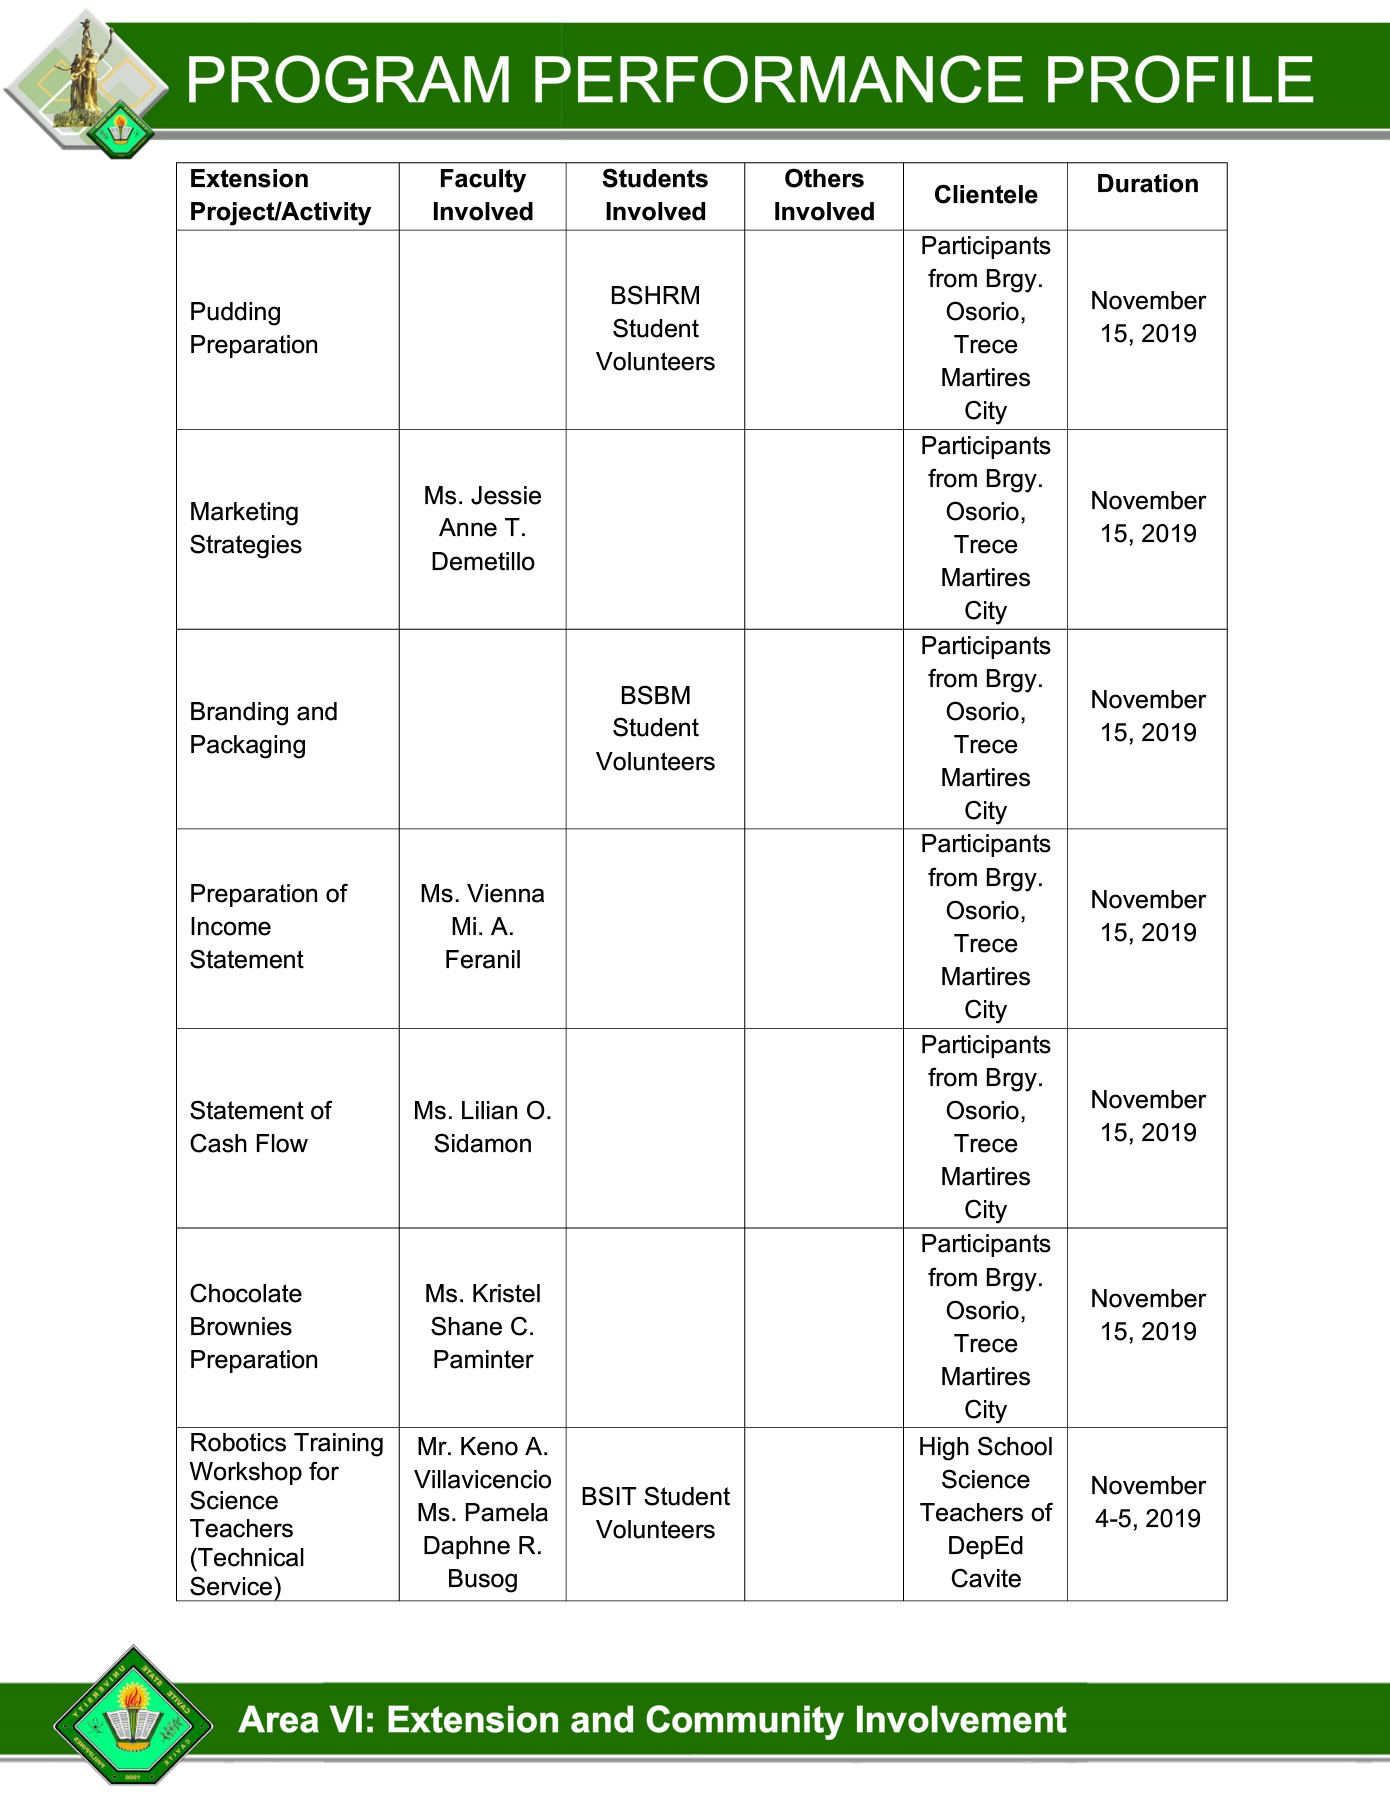 PROGRAM PERFORMANCE PROFILE
Extension
Project/Activity
Faculty
Involved
Students
Involved
Others
Involved
Clientele
Duration
Pudding
Preparation
BSHRM
Student
Volunteers
Participants
from Brgy.
Osorio,
Trece
Martires
City
November
15, 2019
Marketing
Strategies
Ms. Jessie
Anne T.
Demetillo
Participants
from Brgy.
Osorio,
Trece
Martires
City
November
15, 2019
Branding and
Packaging
BSBM
Student
Volunteers
Participants
from Brgy.
Osorio,
Trece
Martires
City
November
15, 2019
Preparation of
Income
Statement
Ms. Vienna
Mi. A.
Feranil
Participants
from Brgy.
Osorio,
Trece
Martires
City
November
15, 2019
Statement of
Cash Flow
Ms. Lilian O.
Sidamon
Participants
from Brgy.
Osorio,
Trece
Martires
City
November
15, 2019
Chocolate
Brownies
Preparation
Ms. Kristel
Shane C.
Paminter
Participants
from Brgy.
Osorio,
Trece
Martires
City
November
15, 2019
Robotics Training
Workshop for
Science
Teachers
(Technical
Service)
Mr. Keno A.
Villavicencio
Ms. Pamela
Daphne R.
Busog
BSIT Student
Volunteers
High School
Science
Teachers of
DepEd
Cavite
November
4-5, 2019
CAVITE STATE UNIVERSITY
CAVITE
PHILIPPINES
Area VI: Extension and Community Involvement